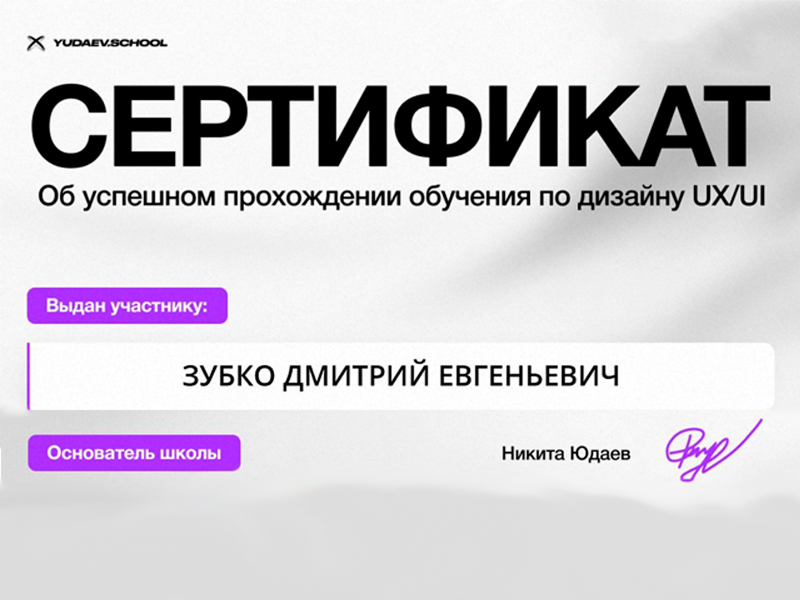 YUDAEV.SCHOOL
СЕРТИФИКАТ
Об успешном прохождении обучения по дизайну UX/UI
Выдан участнику:
ЗУБКО ДМИТРИЙ ЕВГЕНЬЕВИЧ
Основатель школы
Никита Юдаев